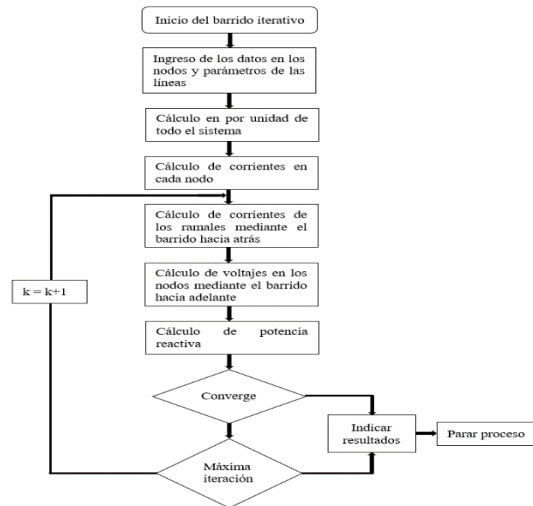 Inicio del barrido iterativo
Ingreso de los datos en los
nodos y parámetros de las
líneas
Cálculo en por unidad de
todo el sistema
Cálculo de corrientes en
cada nodo
Cálculo de corrientes de
los ramales mediante el
barrido hacia atrás
k = k+1
Cálculo de voltajes en los
nodos mediante el barrido
hacia adelante
Cálculo de potencia
reactiva
Converge
Indicar
resultados
Parar proceso
Máxima
iteración